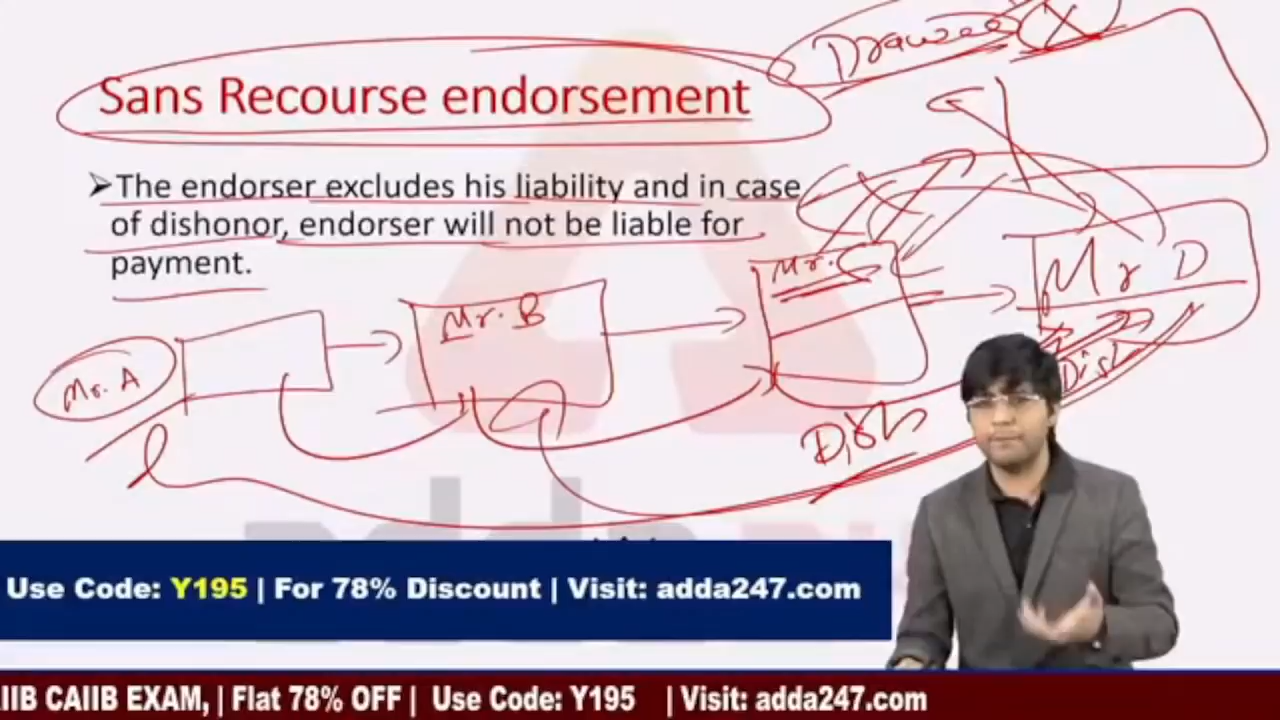 Drawee X
Sans Recourse endorsement
➤The endorser excludes his liability and in case
of dishonor, endorser will not be liable for
payment.
Mr. A
Mr. B
Mr. C
Mr D
Dish
Dish
Use Code: Y195 | For 78% Discount | Visit: adda247.com
IIB CAIIB EXAM, | Flat 78% OFF | Use Code: Y195 | Visit: adda247.com